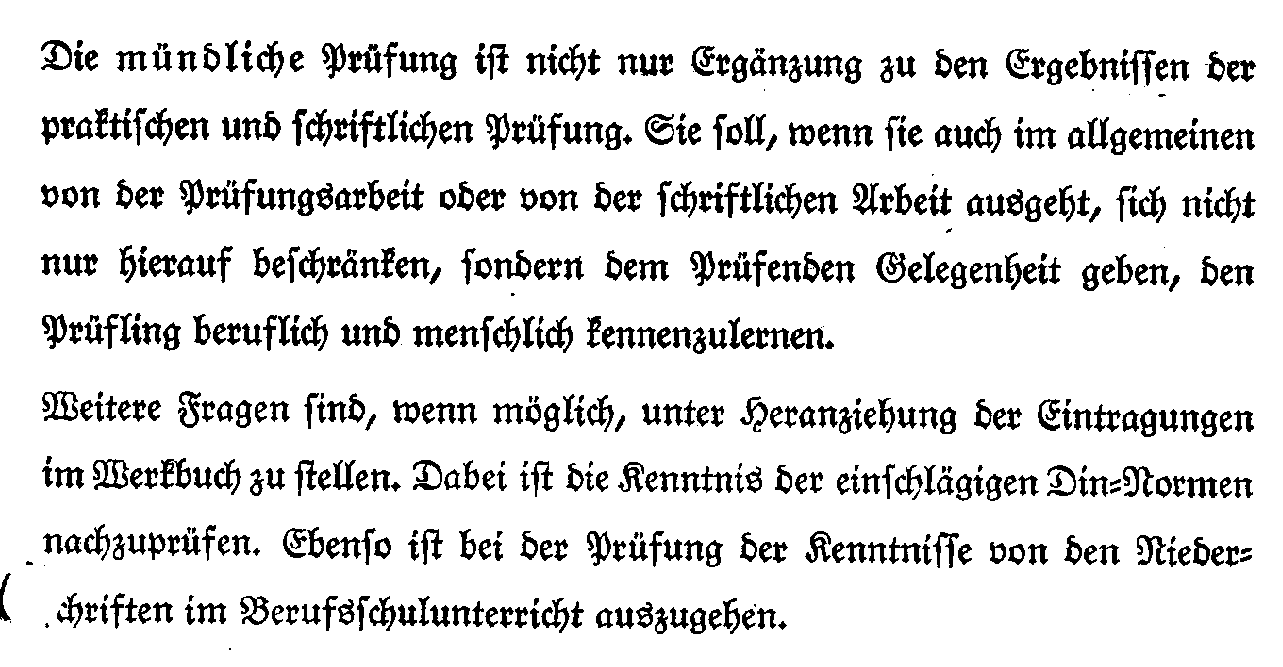 Die mündliche Prüfung ist nicht nur Ergänzung zu den Ergebnissen der
praktischen und schriftlichen Prüfung. Sie soll, wenn sie auch im allgemeinen
von der Prüfungsarbeit oder von der schriftlichen Arbeit ausgeht, sich nicht
nur hierauf beschränken, sondern dem Prüfenden Gelegenheit geben, den
Prüfling beruflich und menschlich kennenzulernen.
Weitere Fragen sind, wenn möglich, unter Heranziehung der Eintragungen
im Werkbuch zu stellen. Dabei ist die Kenntnis der einschlägigen Din-Normen
nachzuprüfen. Ebenso ist bei der Prüfung der Kenntnisse von den Nieder-
chriften im Berufsschulunterricht auszugehen.